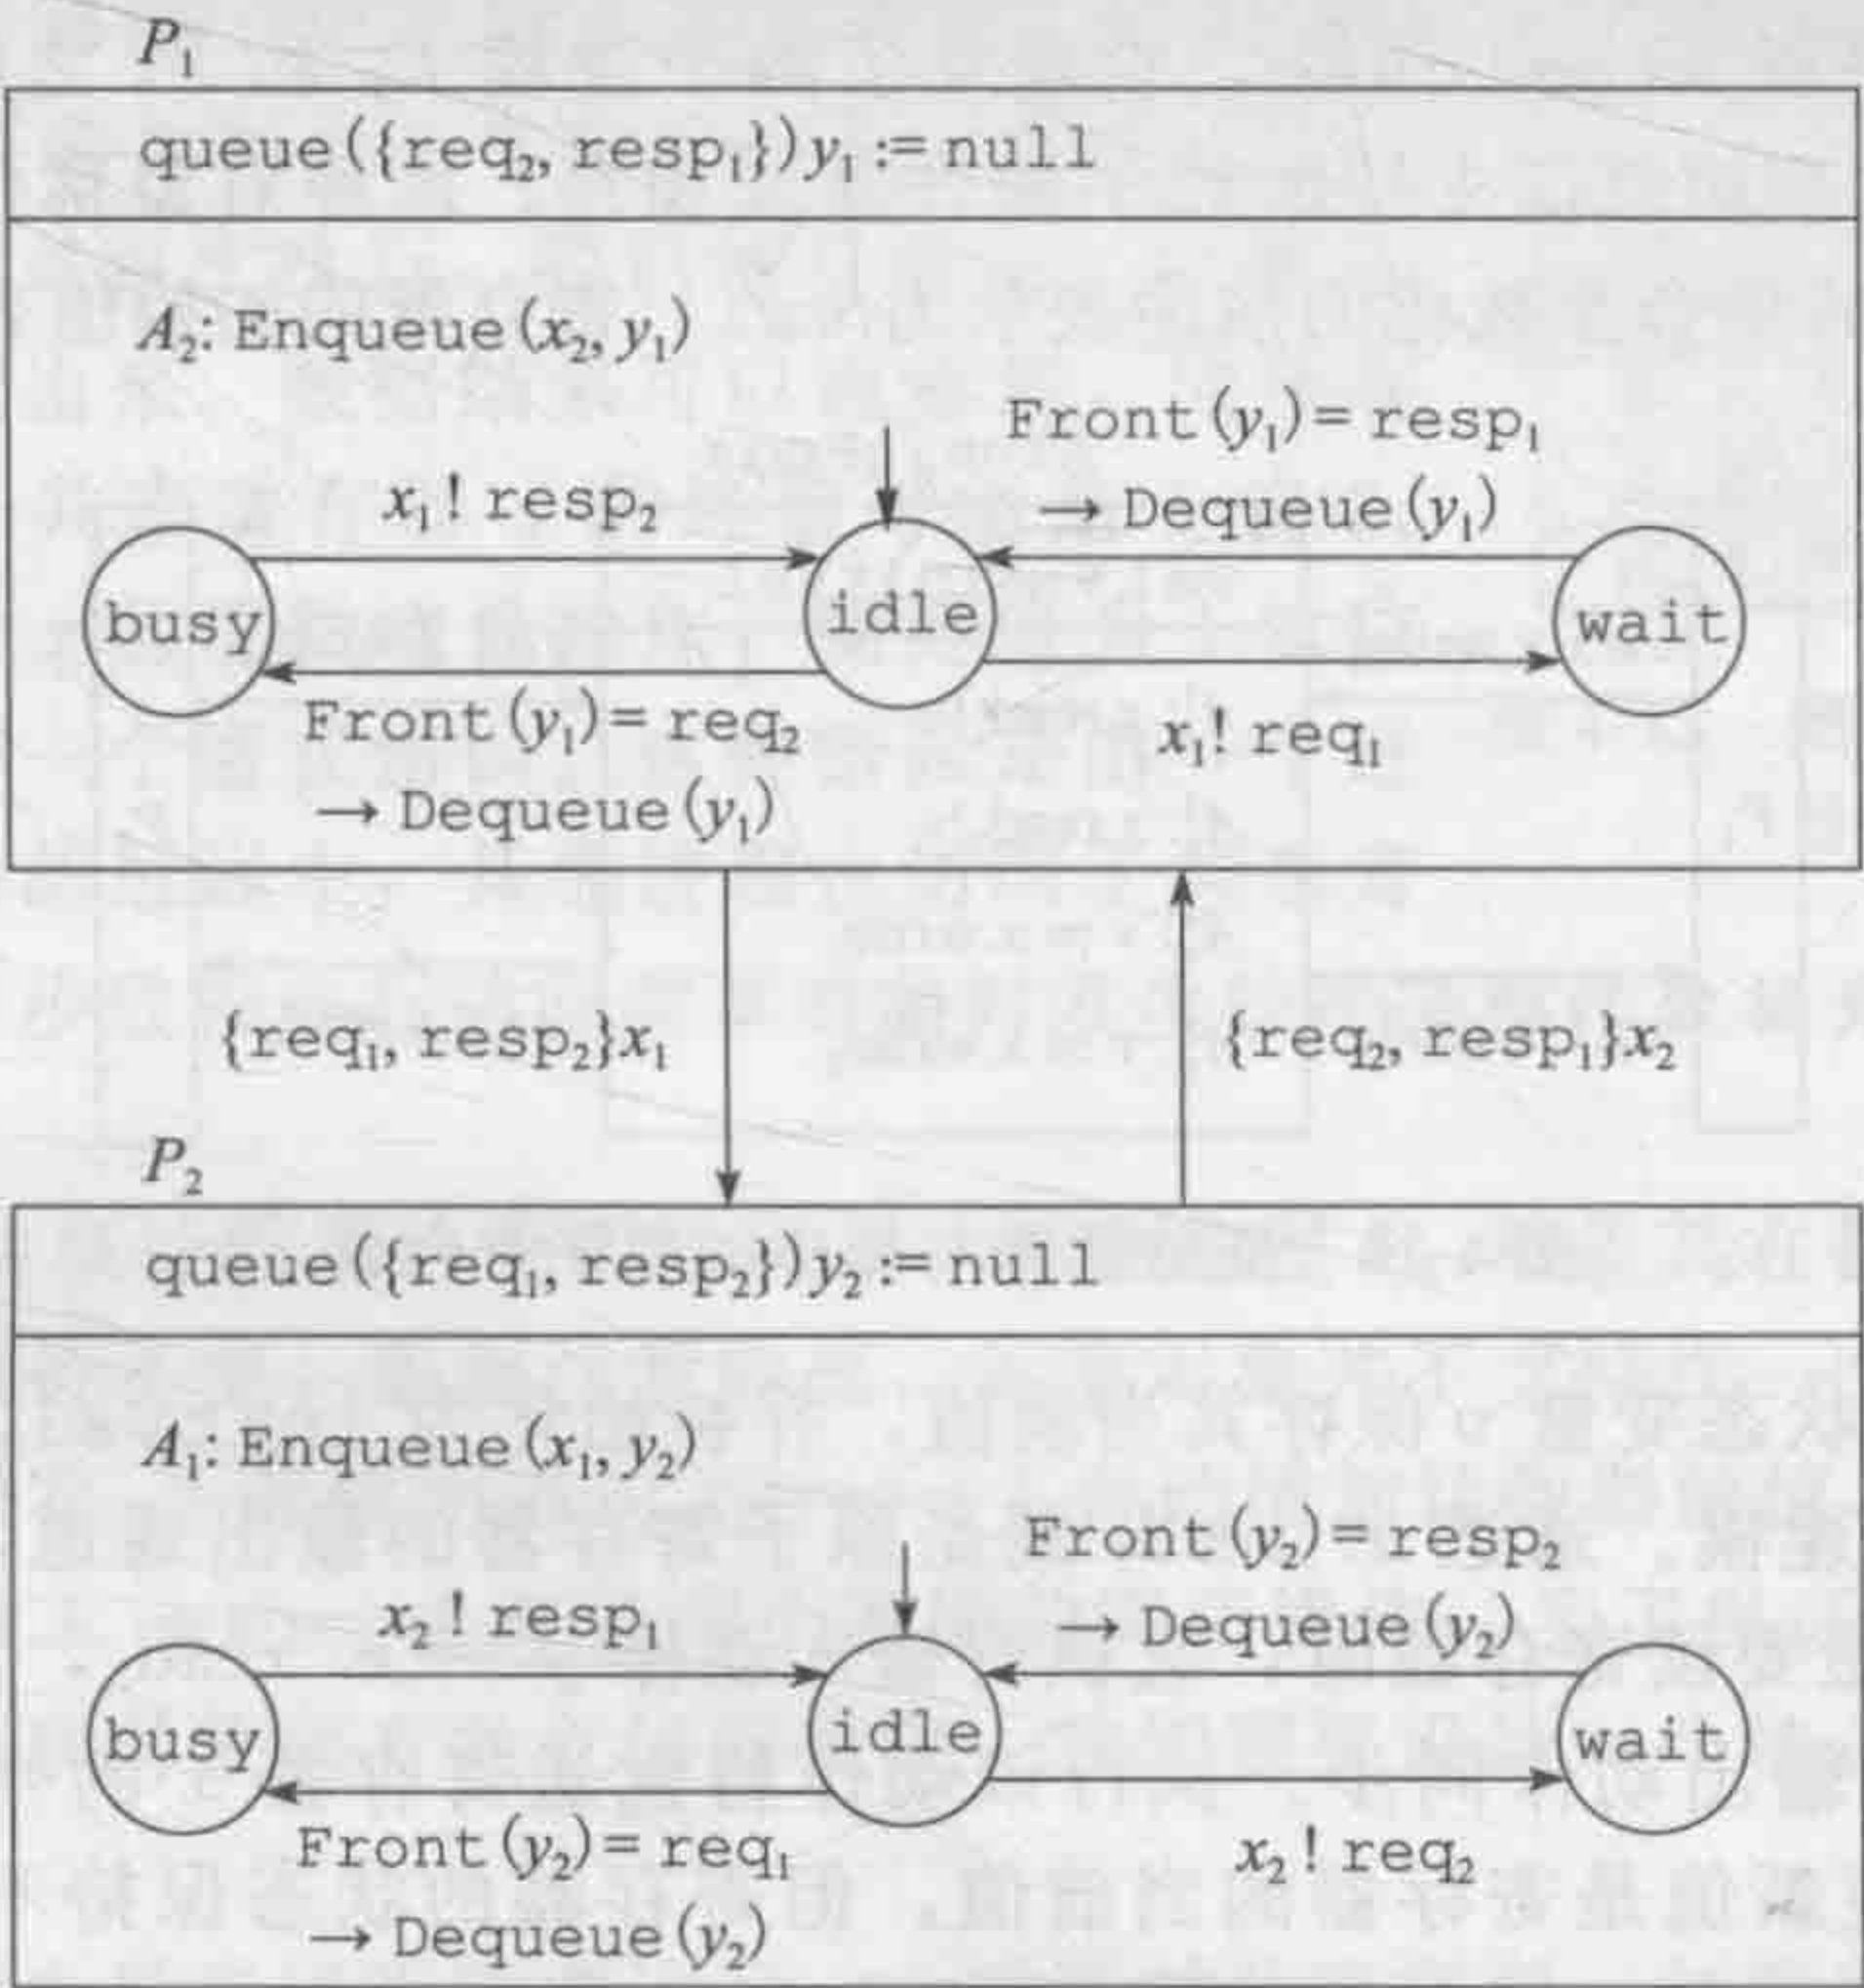 P₁
queue({req₂, resp₁})y₁:=null
A₂: Enqueue(x₂, y₁)
Front(y₁)= resp₁
→ Dequeue(y₁)
x₁! resp₂
busy
idle
wait
Front(y₁)= req₂
→ Dequeue(y₁)
x₁! req₁
{req₁, resp₂}x₁
{req₂, resp₁}x₂
P₂
queue({req₁, resp₂})y₂:=null
A₁: Enqueue(x₁, y₂)
Front(y₂)= resp₂
→ Dequeue(y₂)
x₂! resp₁
busy
idle
wait
Front(y₂)= req₁
→ Dequeue(y₂)
x₂! req₂